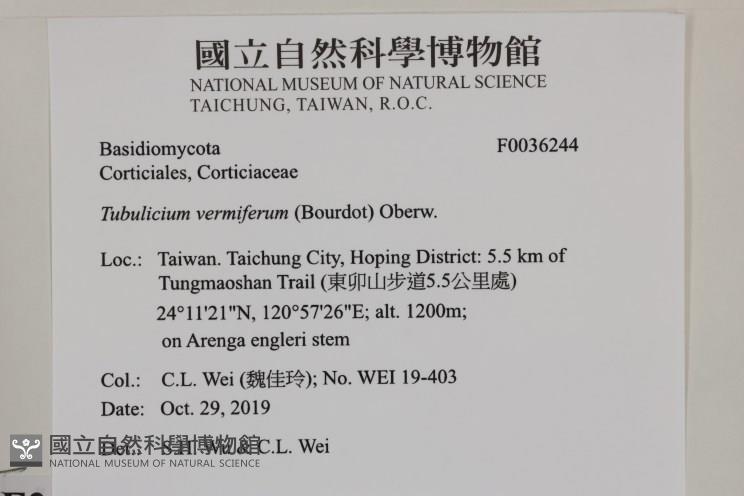 國立自然科學博物館
NATIONAL MUSEUM OF NATURAL SCIENCE
TAICHUNG, TAIWAN, R.O.C.
Basidiomycota F0036244
Corticiales, Corticiaceae
Tubulicium vermiferum (Bourdot) Oberw.
Loc.: Taiwan. Taichung City, Hoping District: 5.5 km of
Tungmaoshan Trail (東卯山步道5.5公里處)
24°11'21"N, 120°57'26"E; alt. 1200m;
on Arenga engleri stem
Col.: C.L. Wei (魏佳玲); No. WEI 19-403
Date: Oct. 29, 2019
Det.: S.H. Wu & C.L. Wei
國立自然科學博物館
NATIONAL MUSEUM OF NATURAL SCIENCE